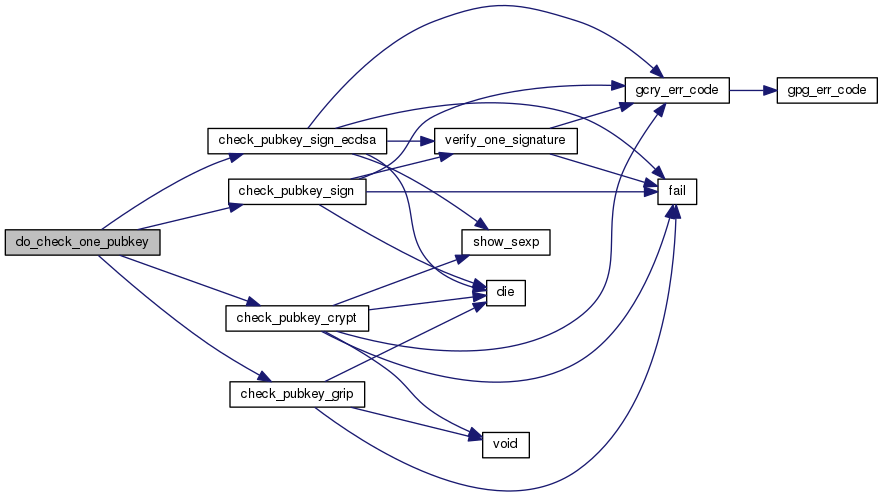 gcry_err_code
gpg_err_code
check_pubkey_sign_ecdsa
verify_one_signature
check_pubkey_sign
fail
do_check_one_pubkey
show_sexp
die
check_pubkey_crypt
check_pubkey_grip
void